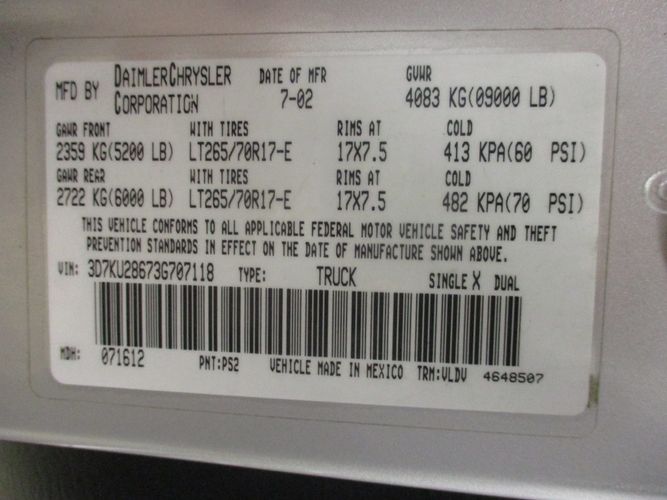 MFD BY DAIMLERCHRYSLER CORPORATION DATE OF MFR 7-02 GVWR 4083 KG(09000 LB)
GAWR FRONT WITH TIRES RIMS AT COLD
2359 KG(5200 LB) LT265/70R17-E 17X7.5 413 KPA(60 PSI)
GAWR REAR WITH TIRES RIMS AT COLD
2722 KG(6000 LB) LT265/70R17-E 17X7.5 482 KPA(70 PSI)
THIS VEHICLE CONFORMS TO ALL APPLICABLE FEDERAL MOTOR VEHICLE SAFETY AND THEFT
PREVENTION STANDARDS IN EFFECT ON THE DATE OF MANUFACTURE SHOWN ABOVE.
VIN: 3D7KU28673G707118 TYPE: TRUCK SINGLE X DUAL
MDH: 071612 PNT:PS2 VEHICLE MADE IN MEXICO TRM:VLDV 4648507